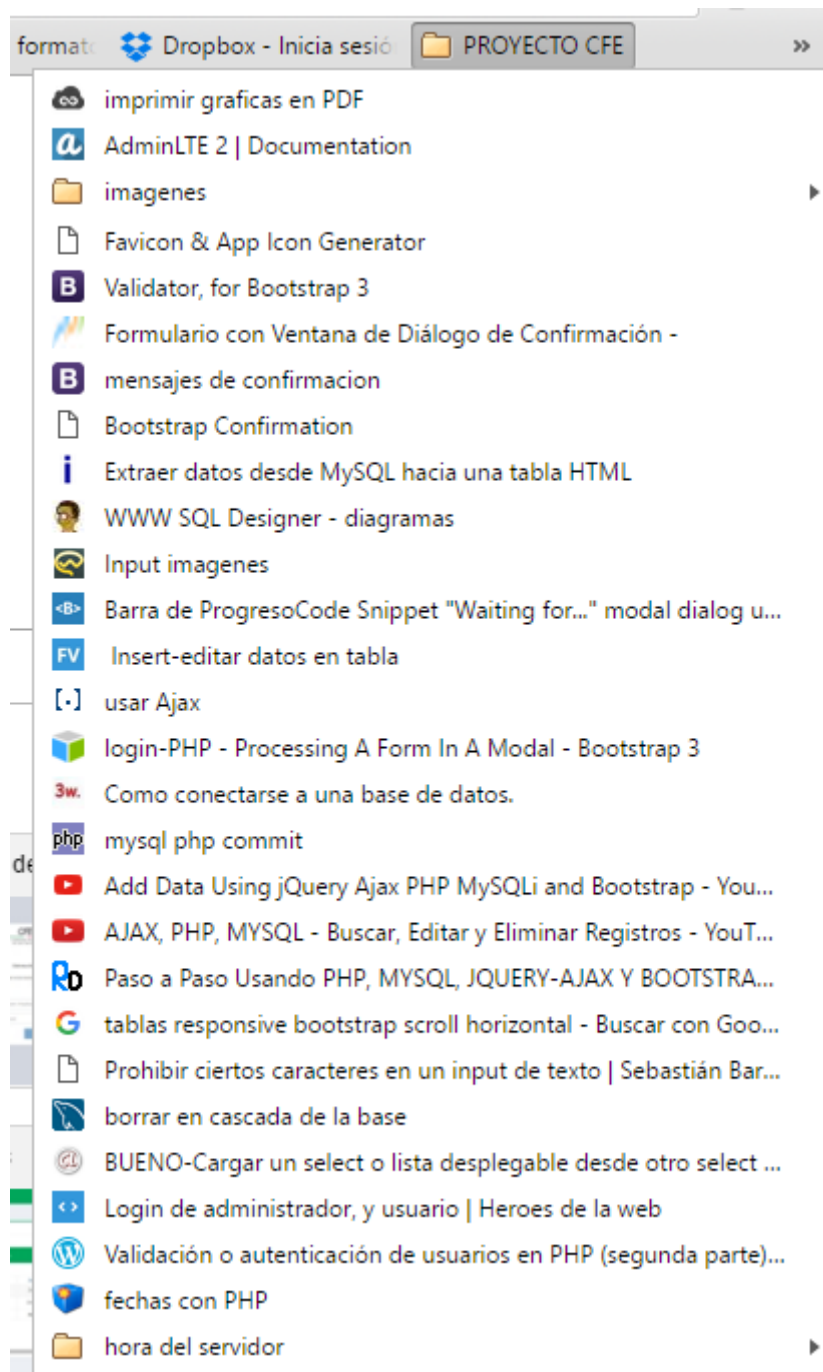 formato Dropbox - Inicia sesió PROYECTO CFE »
imprimir graficas en PDF
AdminLTE 2 | Documentation
imagenes
Favicon & App Icon Generator
B Validator, for Bootstrap 3
Formulario con Ventana de Diálogo de Confirmación -
B mensajes de confirmacion
Bootstrap Confirmation
i Extraer datos desde MySQL hacia una tabla HTML
WWW SQL Designer - diagramas
Input imagenes
<B> Barra de ProgresoCode Snippet "Waiting for..." modal dialog u...
FV Insert-editar datos en tabla
[·] usar Ajax
login-PHP - Processing A Form In A Modal - Bootstrap 3
3w. Como conectarse a una base de datos.
php mysql php commit
de
Add Data Using jQuery Ajax PHP MySQLi and Bootstrap - You...
AJAX, PHP, MYSQL - Buscar, Editar y Eliminar Registros - YouT...
RD Paso a Paso Usando PHP, MYSQL, JQUERY-AJAX Y BOOTSTRA...
G tablas responsive bootstrap scroll horizontal - Buscar con Goo...
Prohibir ciertos caracteres en un input de texto | Sebastián Bar...
borrar en cascada de la base
BUENO-Cargar un select o lista desplegable desde otro select ...
Login de administrador, y usuario | Heroes de la web
Validación o autenticación de usuarios en PHP (segunda parte)...
fechas con PHP
hora del servidor